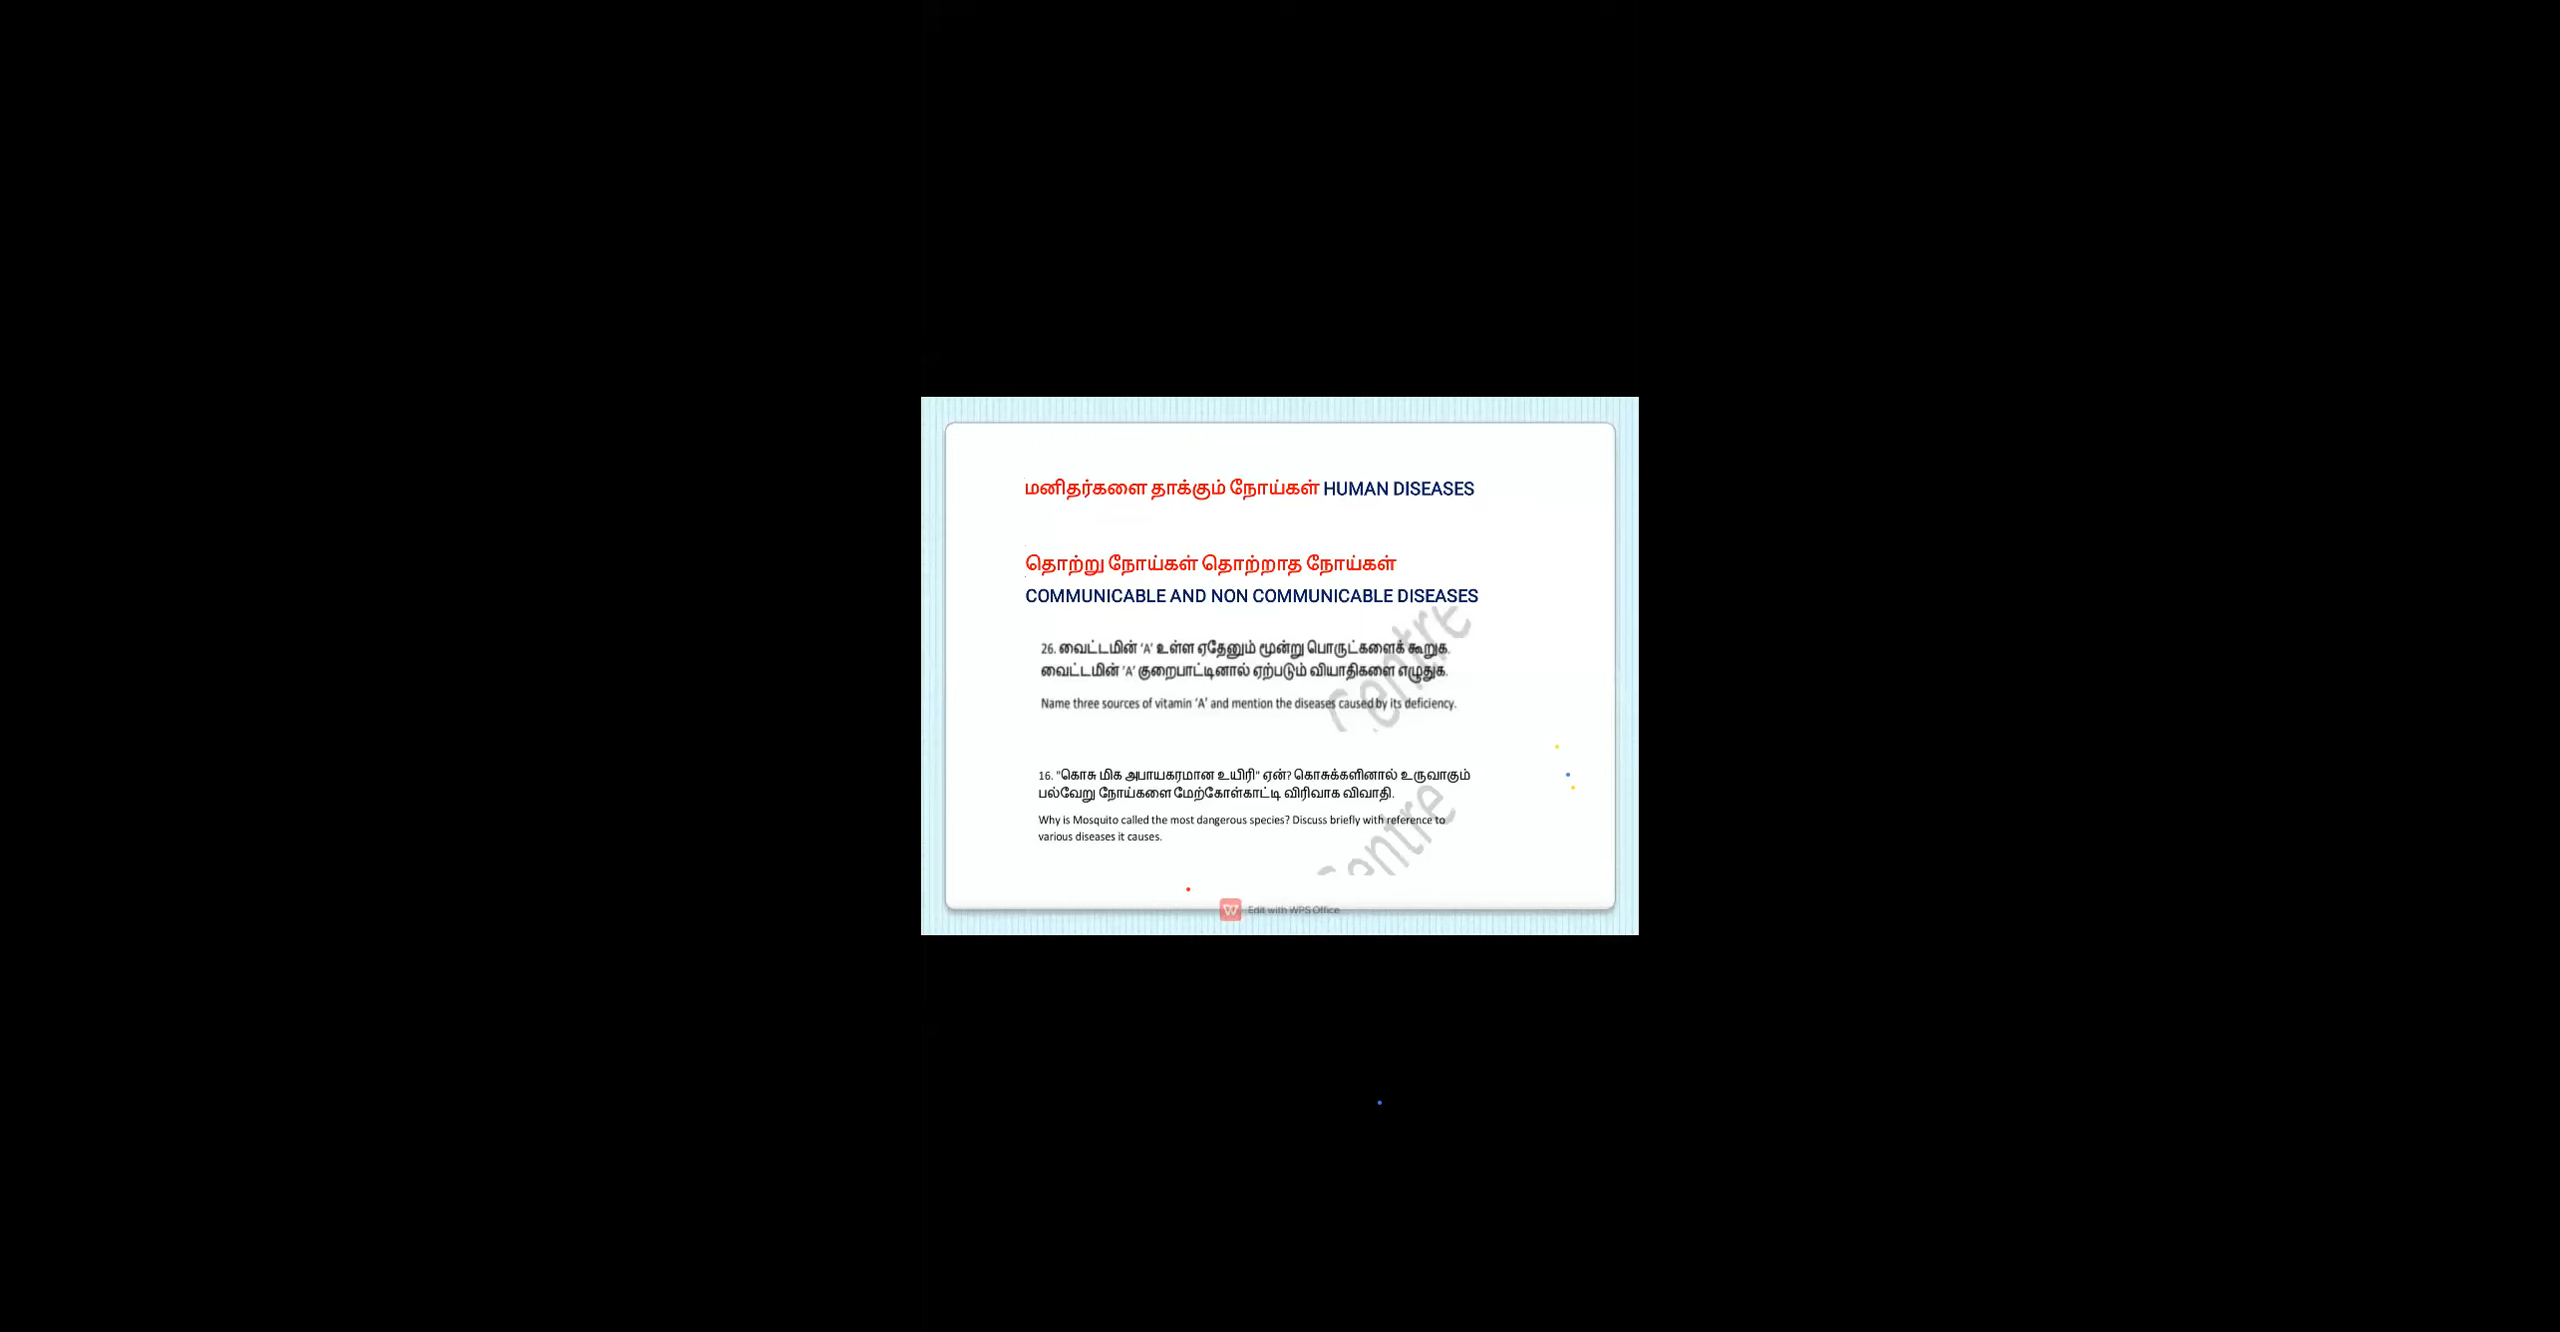 மனிதர்களை தாக்கும் நோய்கள் HUMAN DISEASES
தொற்று நோய்கள் தொற்றாத நோய்கள்
COMMUNICABLE AND NON COMMUNICABLE DISEASES
26. வைட்டமின் ‘A’ உள்ள ஏதேனும் மூன்று பொருட்களைக் கூறுக.
வைட்டமின் ‘A’ குறைபாட்டினால் ஏற்படும் வியாதிகளை எழுதுக.
Name three sources of vitamin ‘A’ and mention the diseases caused by its deficiency.
Centre
16. "கொசு மிக அபாயகரமான உயிரி" ஏன்? கொசுக்களினால் உருவாகும்
பல்வேறு நோய்களை மேற்கோள்காட்டி விரிவாக விவாதி.
Why is Mosquito called the most dangerous species? Discuss briefly with reference to
various diseases it causes.
Centre
Edit with WPS Office